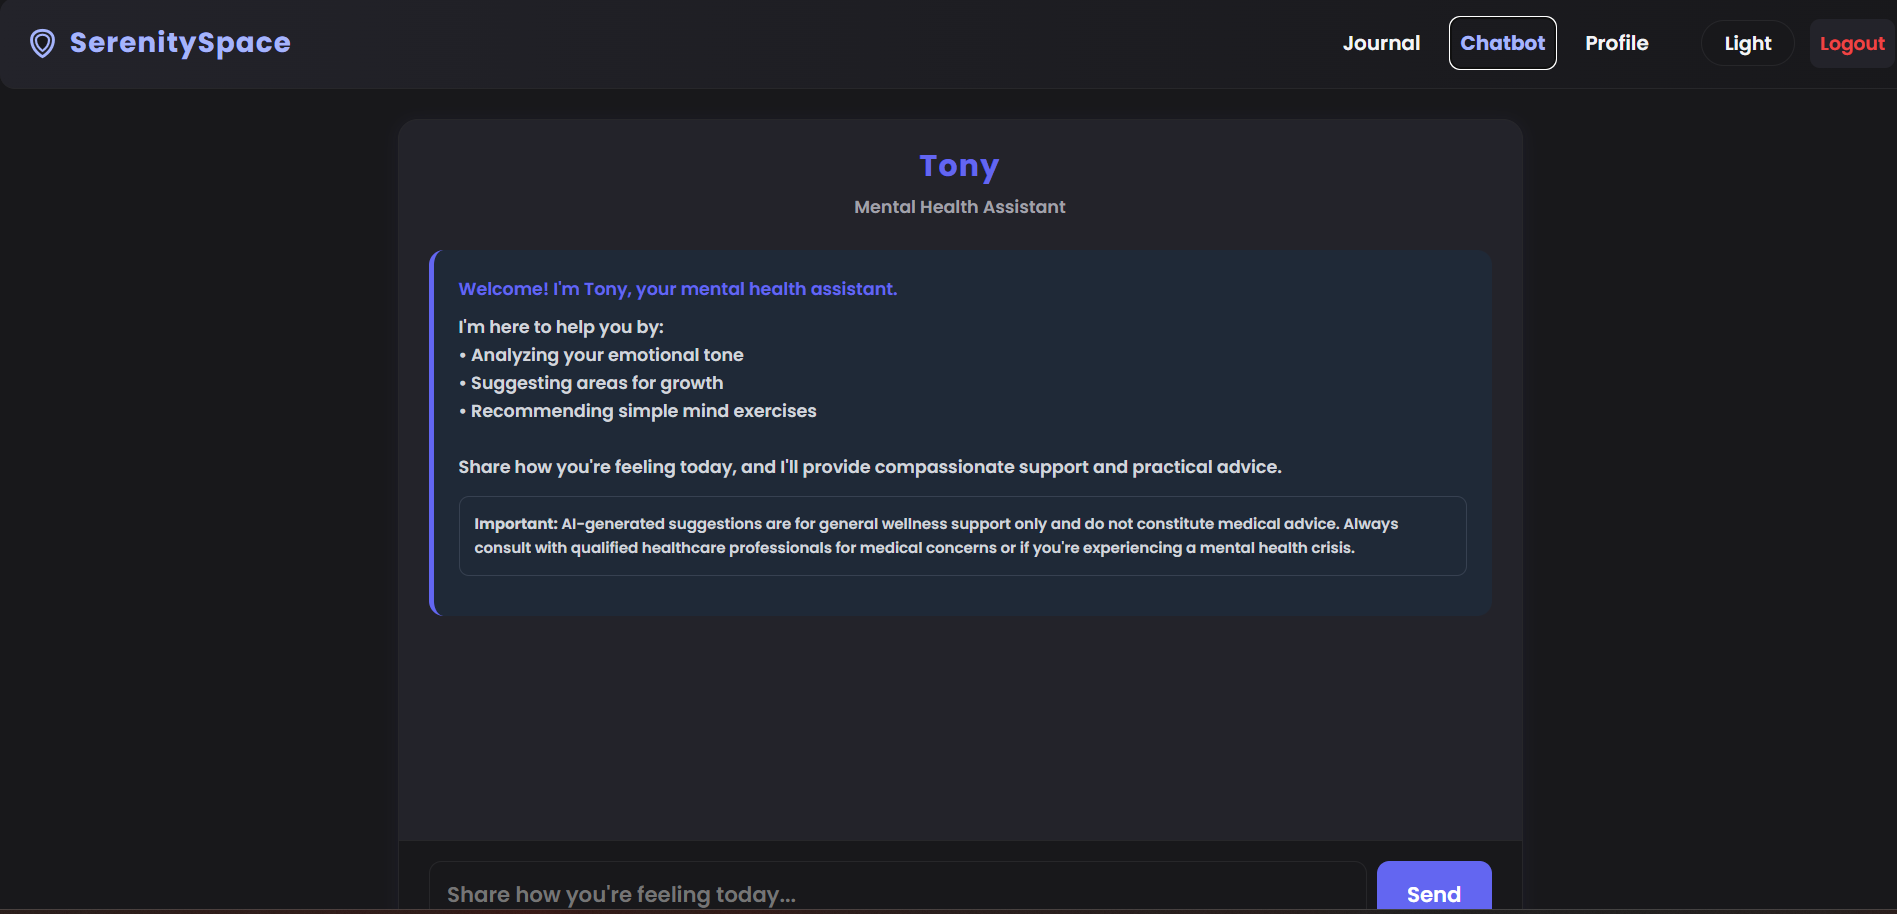 SerenitySpace
Journal
Chatbot
Profile
Light
Logout
Tony
Mental Health Assistant
Welcome! I'm Tony, your mental health assistant.
I'm here to help you by:
• Analyzing your emotional tone
• Suggesting areas for growth
• Recommending simple mind exercises
Share how you're feeling today, and I'll provide compassionate support and practical advice.
Important: AI-generated suggestions are for general wellness support only and do not constitute medical advice. Always
consult with qualified healthcare professionals for medical concerns or if you're experiencing a mental health crisis.
Share how you're feeling today...
Send